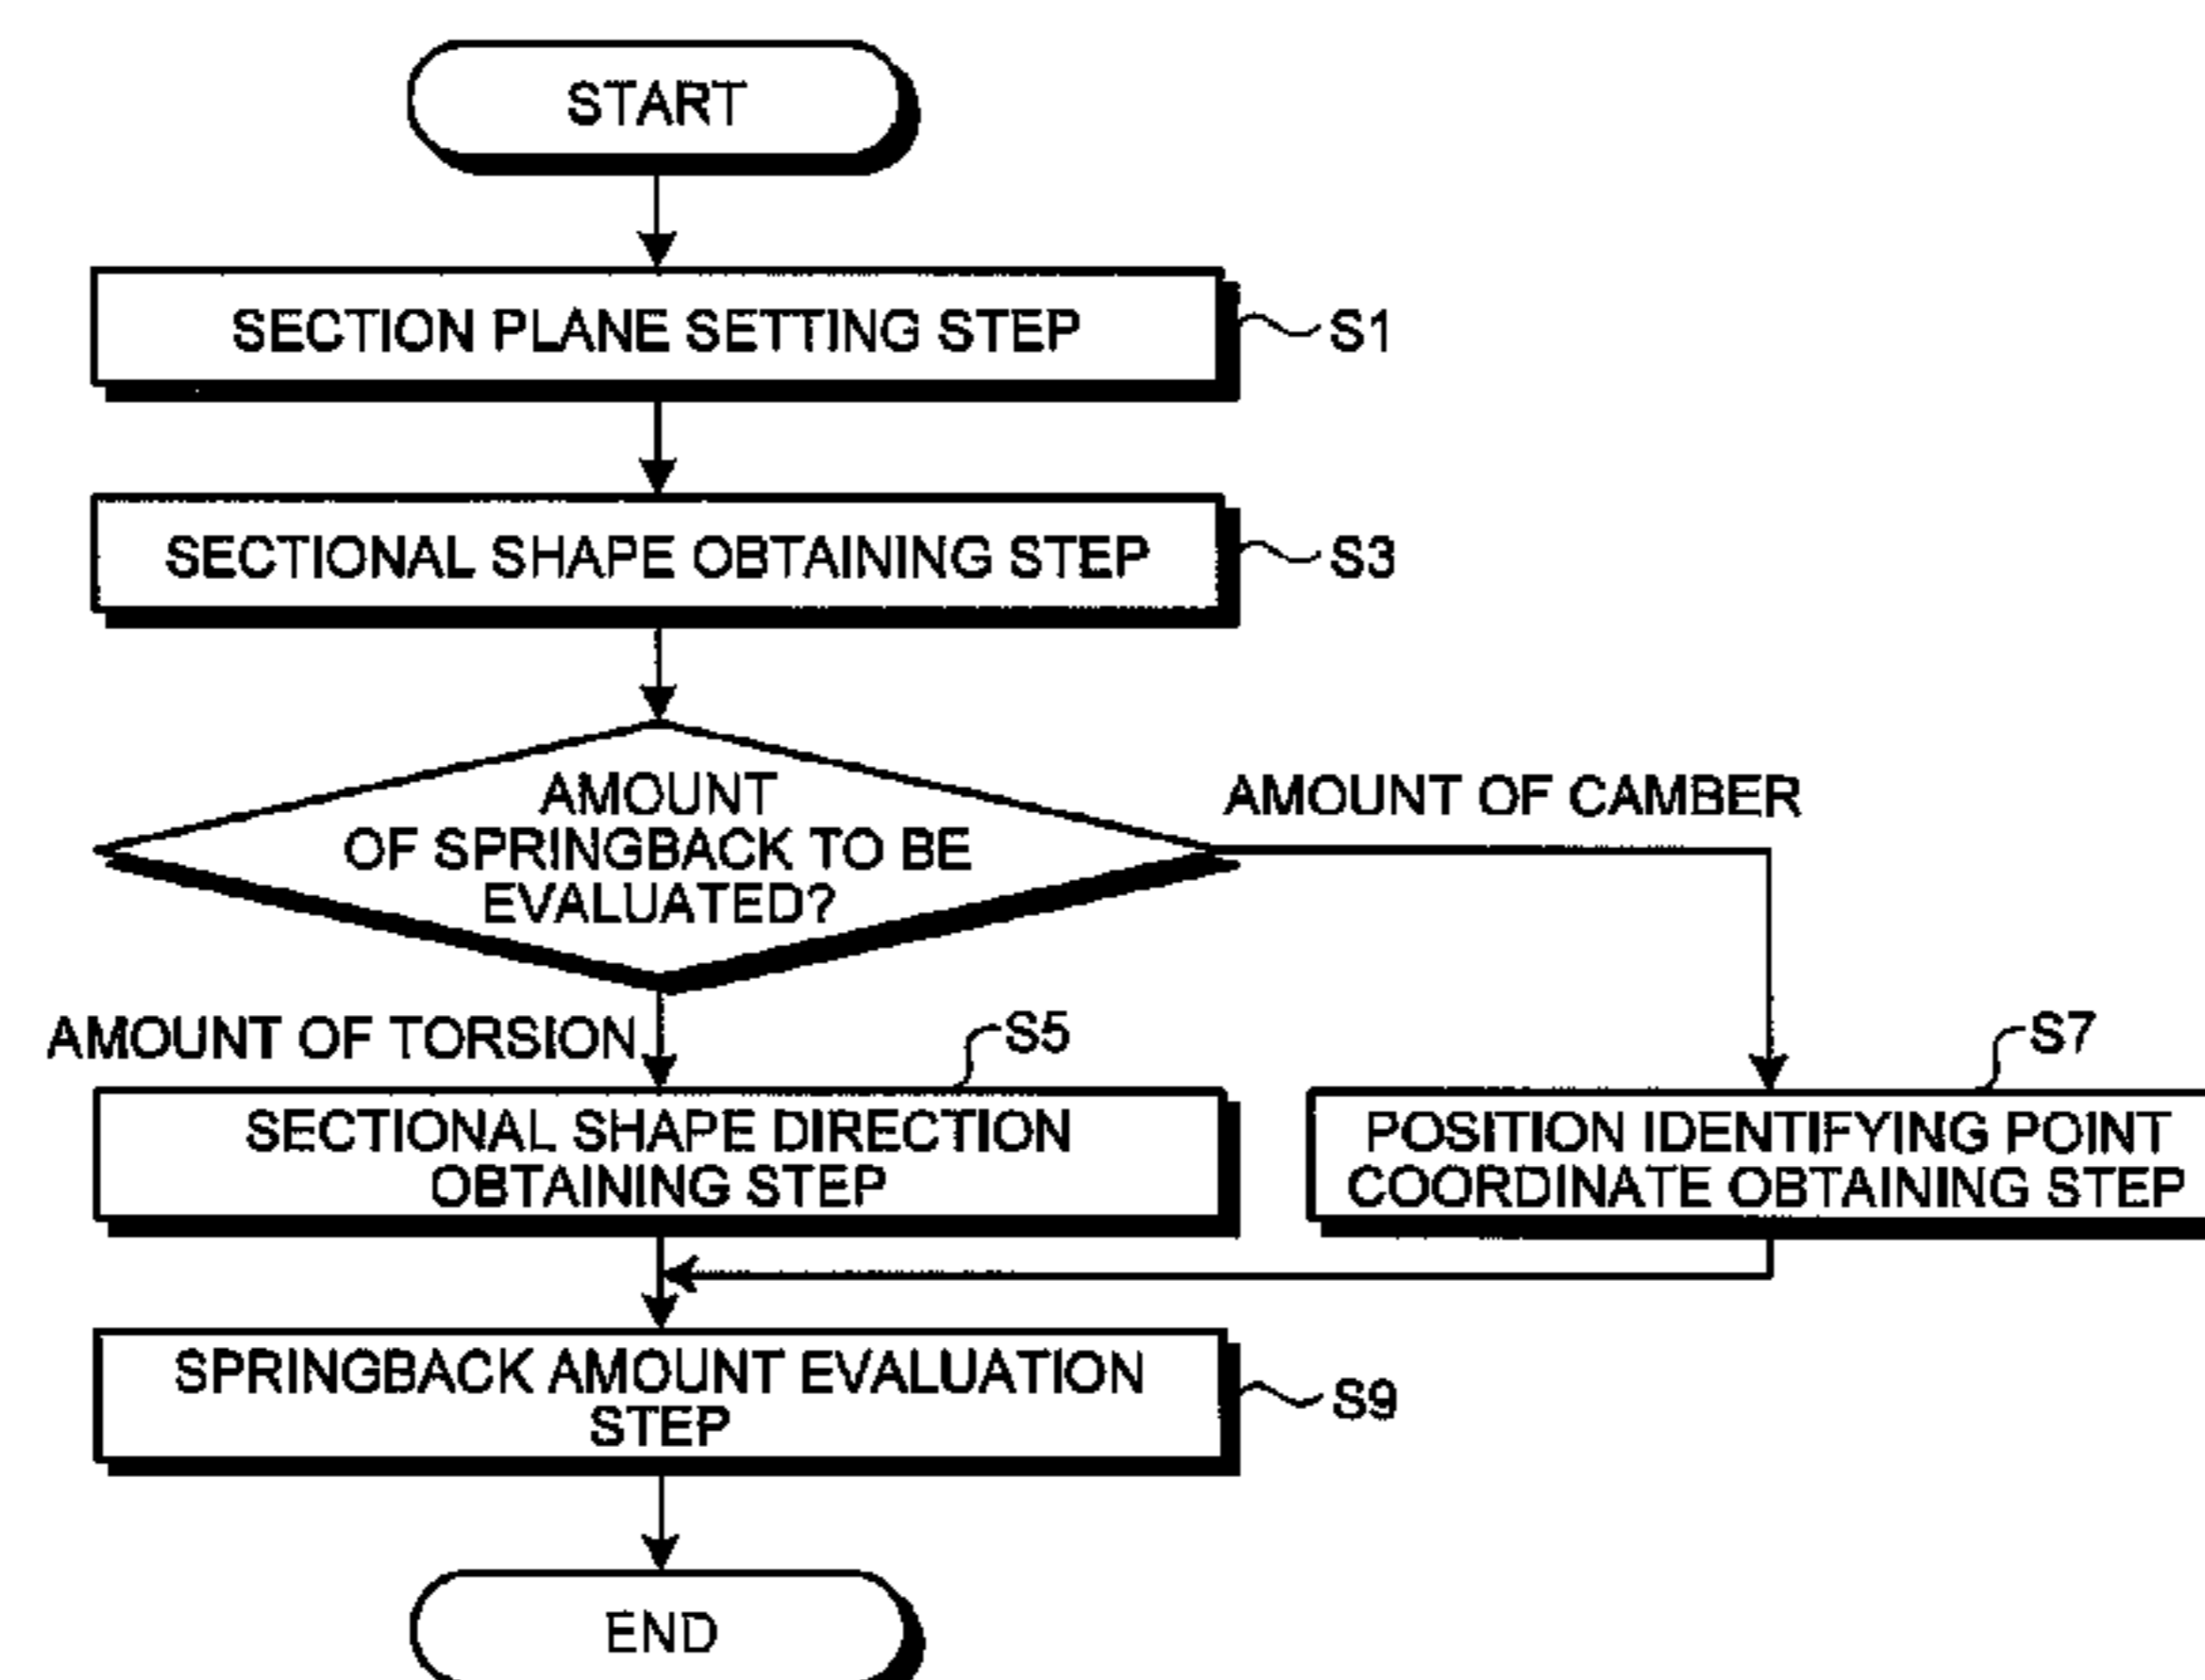 START
SECTION PLANE SETTING STEP
S1
SECTIONAL SHAPE OBTAINING STEP
S3
AMOUNT
OF SPRINGBACK TO BE
EVALUATED?
AMOUNT OF CAMBER
AMOUNT OF TORSION
S5
S7
SECTIONAL SHAPE DIRECTION
OBTAINING STEP
POSITION IDENTIFYING POINT
COORDINATE OBTAINING STEP
SPRINGBACK AMOUNT EVALUATION
STEP
S9
END